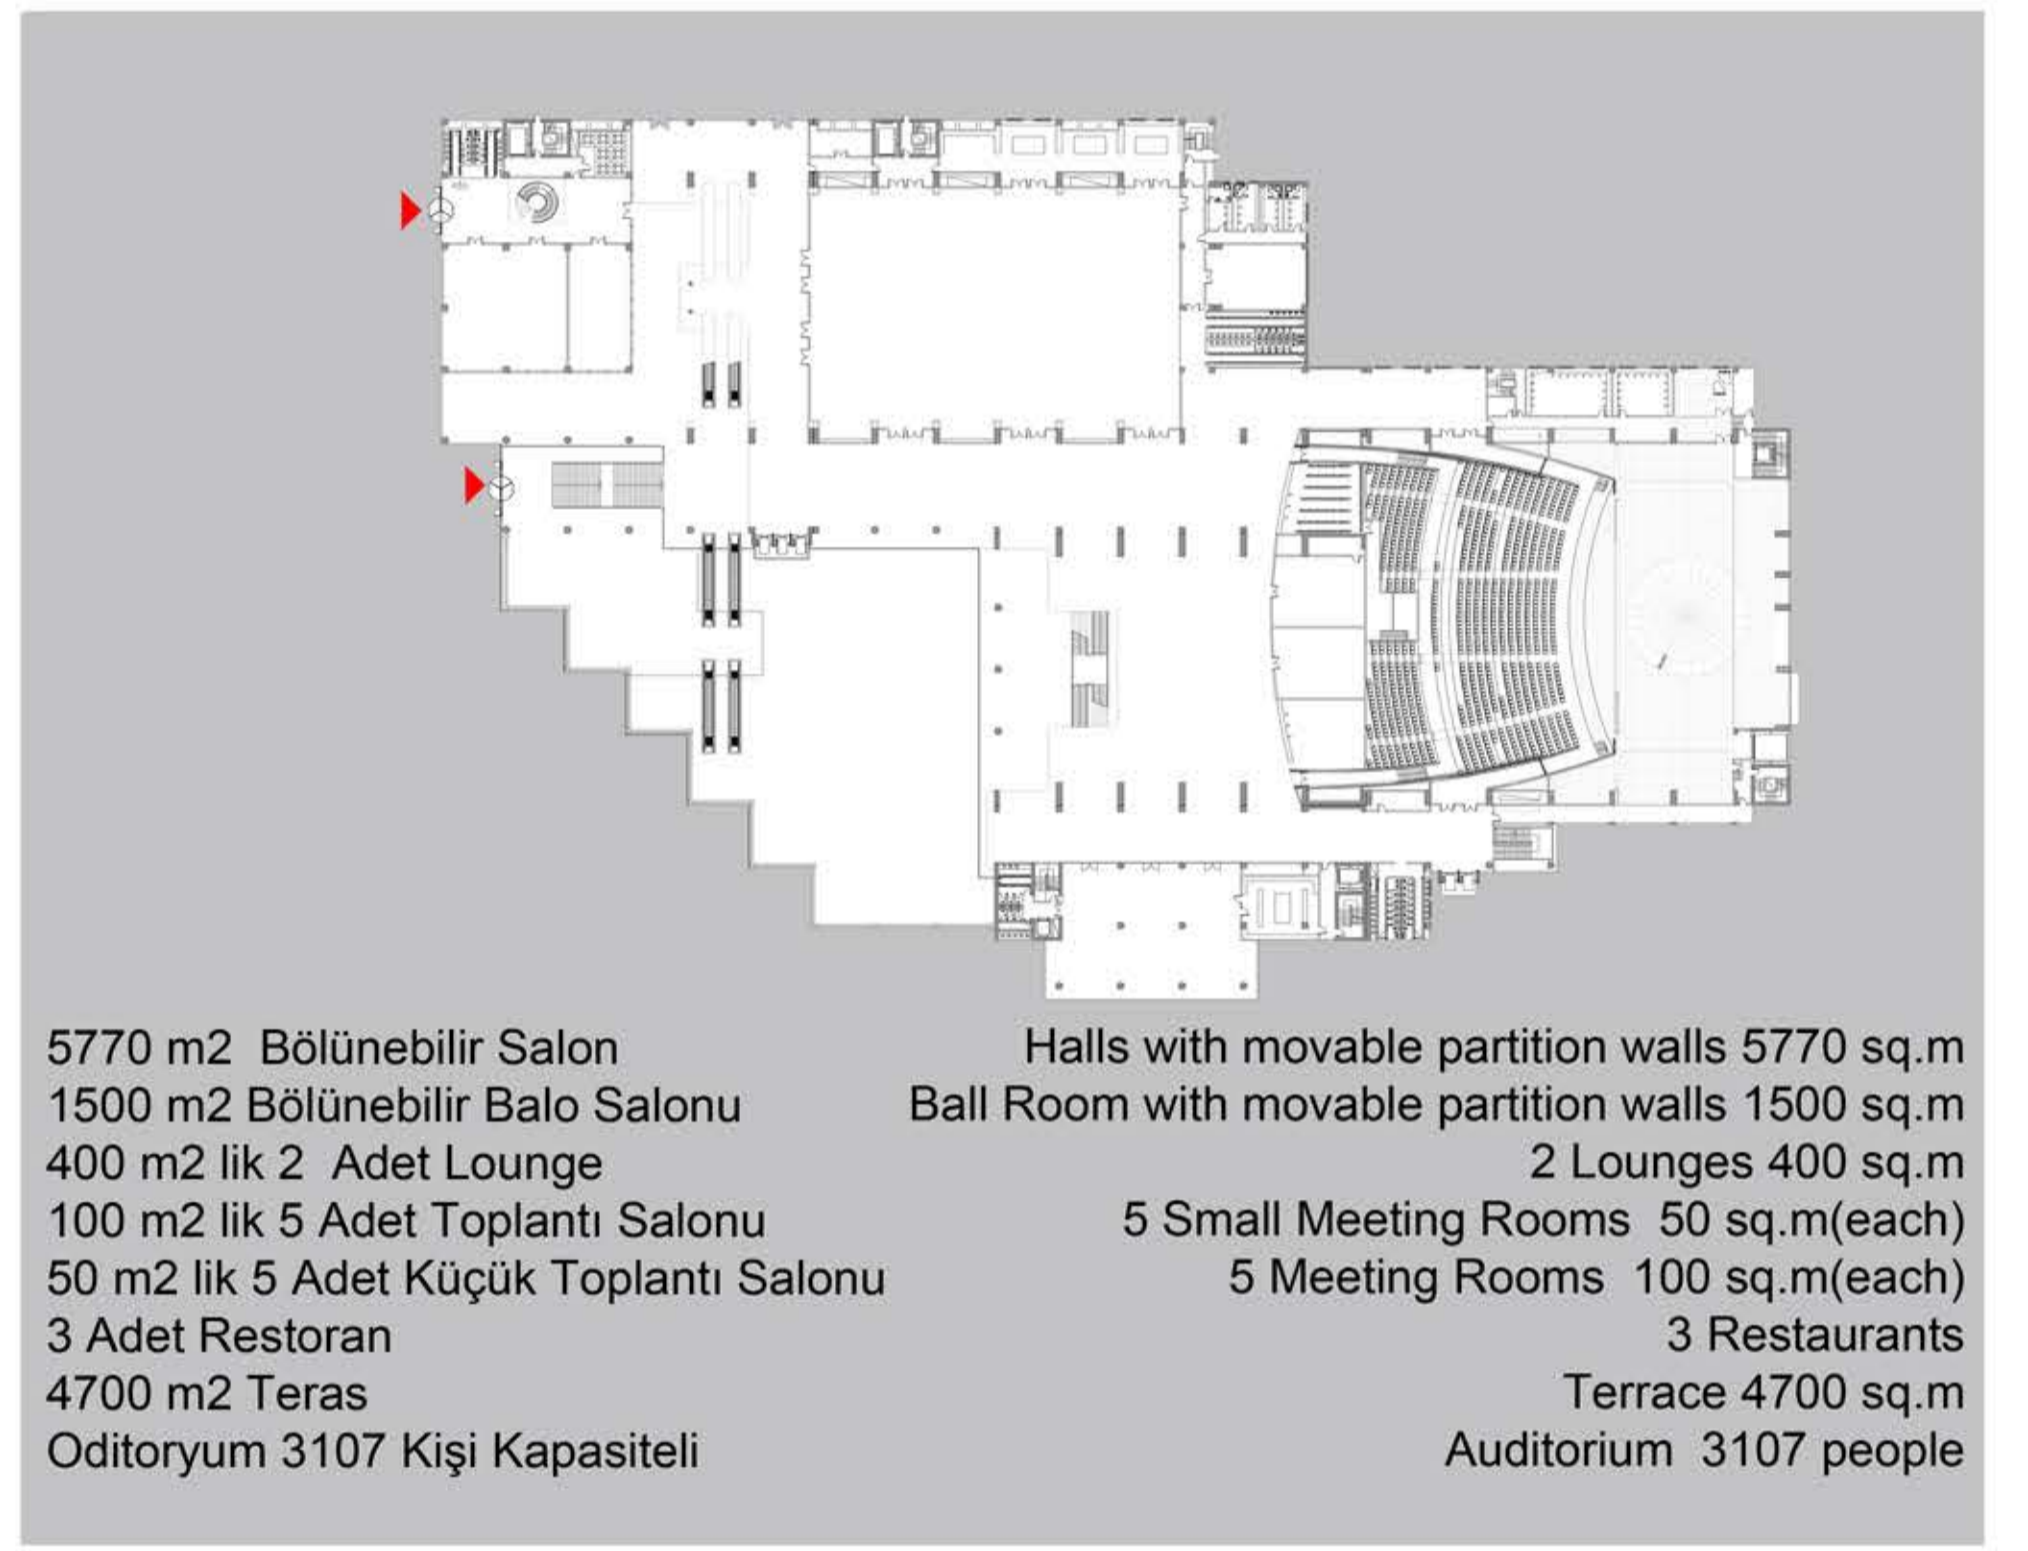 5770 m2  Bölünebilir Salon
1500 m2 Bölünebilir Balo Salonu
400 m2 lik 2  Adet Lounge
100 m2 lik 5 Adet Toplantı Salonu
50 m2 lik 5 Adet Küçük Toplantı Salonu
3 Adet Restoran
4700 m2 Teras
Oditoryum 3107 Kişi Kapasiteli
Halls with movable partition walls 5770 sq.m
Ball Room with movable partition walls 1500 sq.m
2 Lounges 400 sq.m
5 Small Meeting Rooms  50 sq.m(each)
5 Meeting Rooms  100 sq.m(each)
3 Restaurants
Terrace 4700 sq.m
Auditorium  3107 people